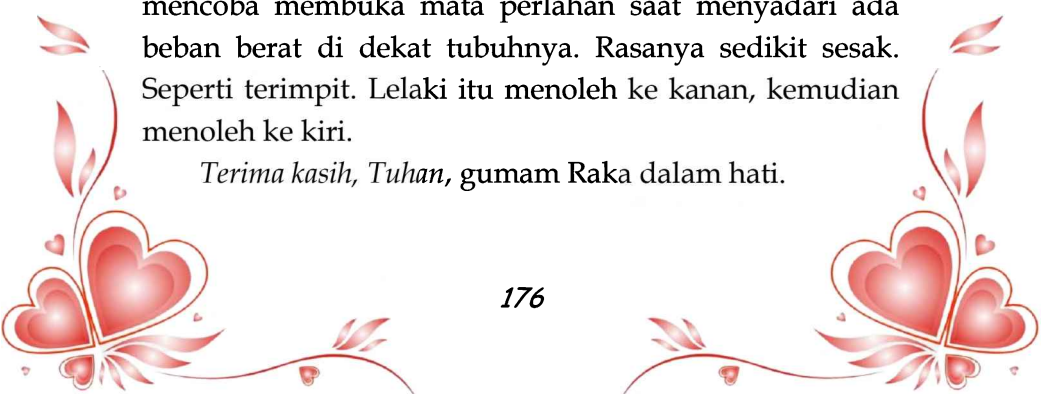 mencoba membuka mata perlahan saat menyadari ada
beban berat di dekat tubuhnya. Rasanya sedikit sesak.
Seperti terimpit. Lelaki itu menoleh ke kanan, kemudian
menoleh ke kiri.
Terima kasih, Tuhan, gumam Raka dalam hati.
176